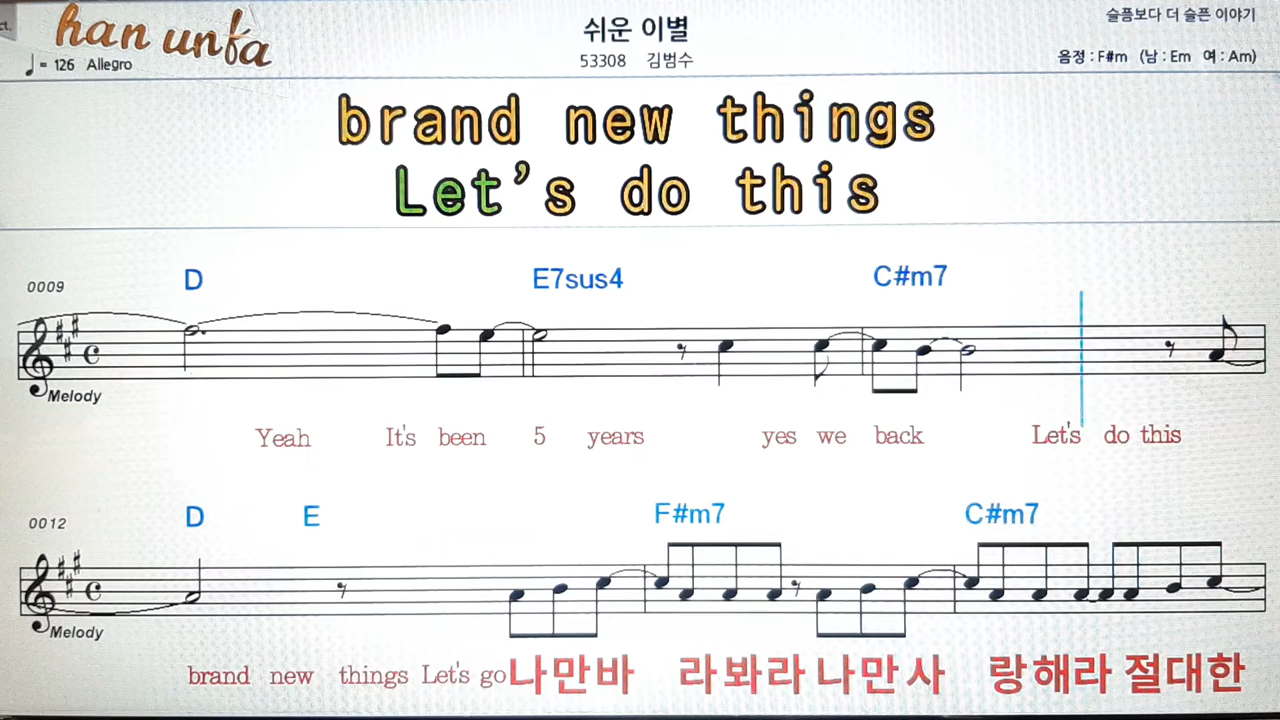 ct.
han unfa
슬픔보다 더 슬픈 이야기
쉬운 이별
♩ = 126 Allegro
53308 김범수
음정 : F#m (남 : Em 여 : Am)
brand new things
Let's do this
0009
D E7sus4 C#m7
Melody
Yeah It's been 5 years yes we back Let's do this
0012
D E F#m7 C#m7
Melody
brand new things Let's go 나만바 라봐라 나만사 랑해라 절대한